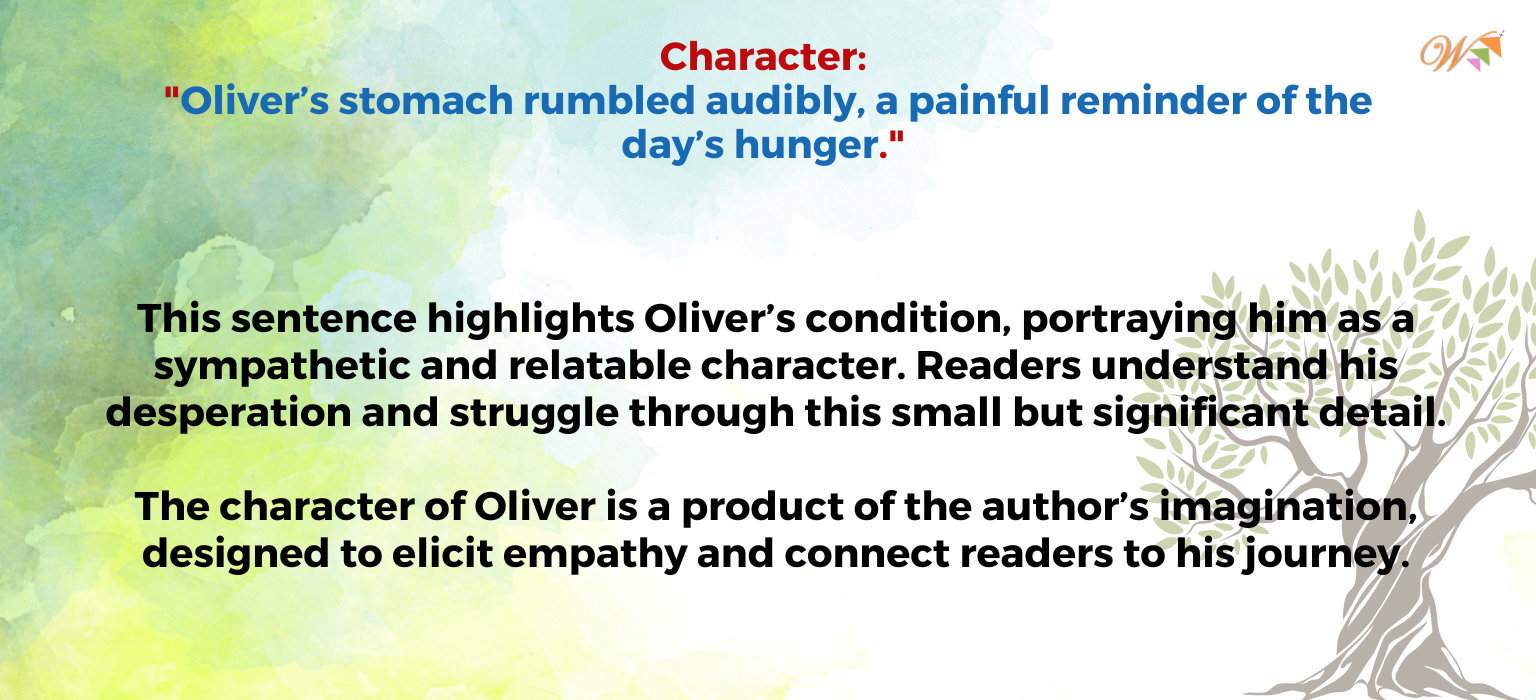 Character:
"Oliver’s stomach rumbled audibly, a painful reminder of the
day’s hunger."
W
This sentence highlights Oliver’s condition, portraying him as a
sympathetic and relatable character. Readers understand his
desperation and struggle through this small but significant detail.
The character of Oliver is a product of the author’s imagination,
designed to elicit empathy and connect readers to his journey.